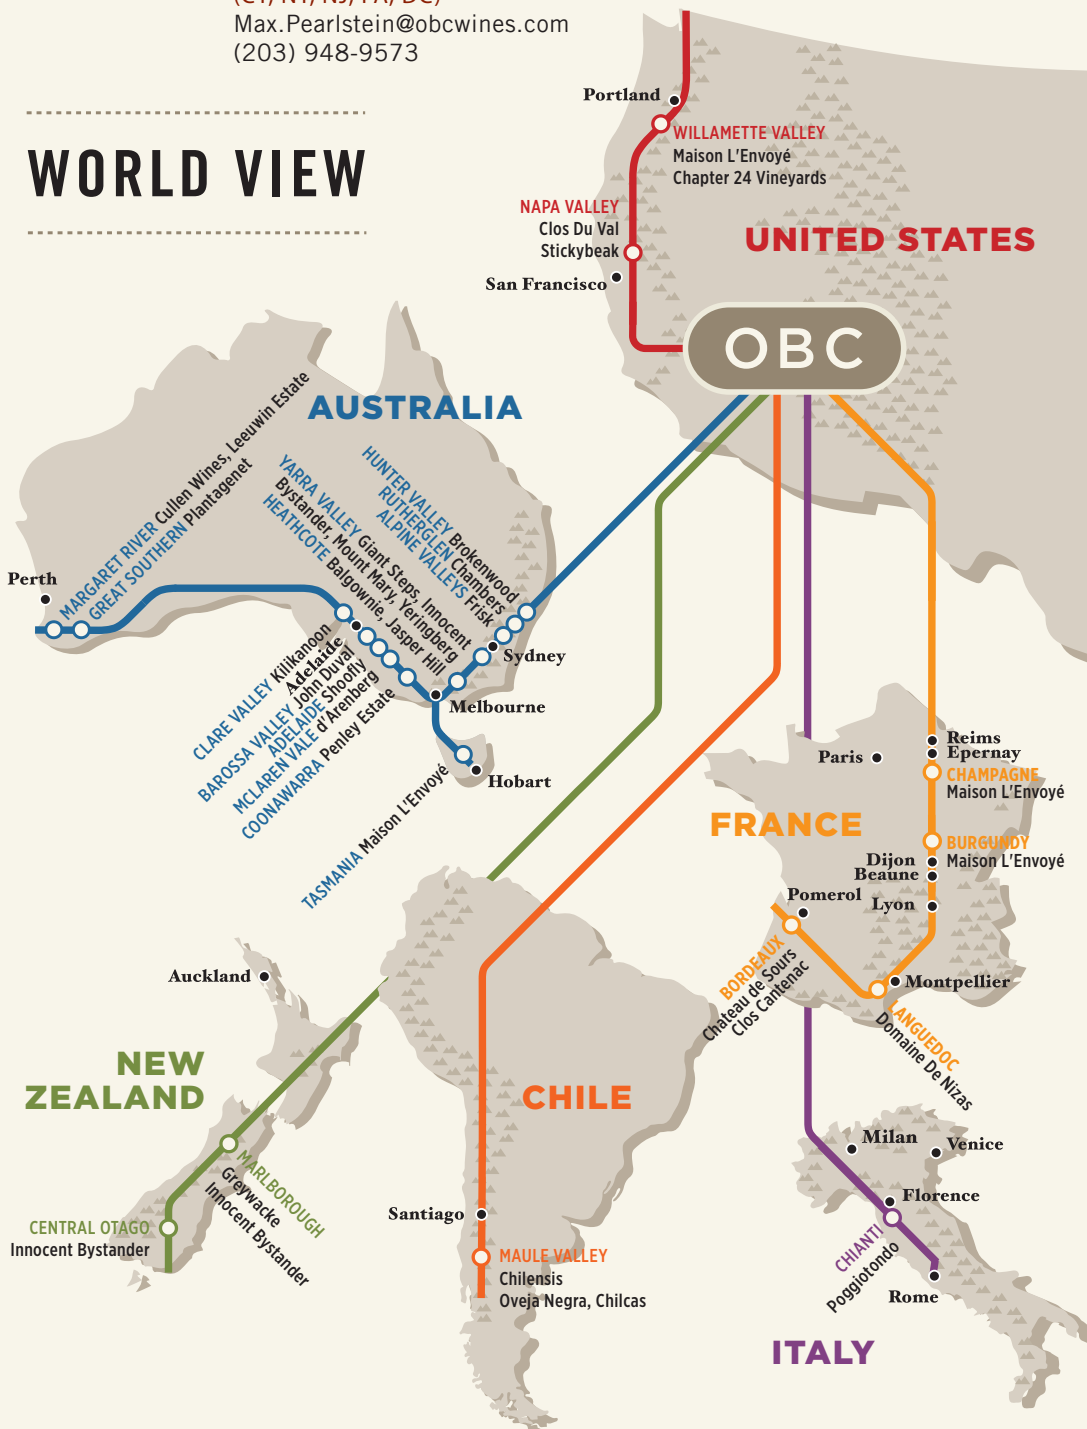 (CT, NY, NJ, PA, DC)
Max.Pearlstein@obcwines.com
(203) 948-9573
WORLD VIEW
Portland
WILLAMETTE VALLEY
Maison L'Envoyé
Chapter 24 Vineyards
NAPA VALLEY
Clos Du Val
Stickybeak
San Francisco
UNITED STATES
OBC
AUSTRALIA
Perth
MARGARET RIVER Cullen Wines, Leeuwin Estate
GREAT SOUTHERN Plantagenet
HUNTER VALLEY Brokenwood
RUTHERGLEN Chambers
ALPINE VALLEYS Frisk
YARRA VALLEY Giant Steps, Innocent
Bystander, Mount Mary, Yeringberg
HEATHCOTE Balgownie, Jasper Hill
Sydney
Melbourne
Hobart
CLARE VALLEY Kilikanoon
Adelaide
BAROSSA VALLEY John Duval
ADELAIDE Shoofly
MCLAREN VALE d'Arenberg
COONAWARRA Penley Estate
TASMANIA Maison L'Envoyé
FRANCE
Paris
Reims
Epernay
CHAMPAGNE
Maison L'Envoyé
BURGUNDY
Maison L'Envoyé
Dijon
Beaune
Lyon
Pomerol
BORDEAUX
Chateau de Sours
Clos Cantenac
Montpellier
LANGUEDOC
Domaine De Nizas
NEW
ZEALAND
Auckland
MARLBOROUGH
Greywacke
Innocent Bystander
CENTRAL OTAGO
Innocent Bystander
CHILE
Santiago
MAULE VALLEY
Chilensis
Oveja Negra, Chilcas
Milan
Venice
Florence
CHIANTI
Poggiotondo
Rome
ITALY